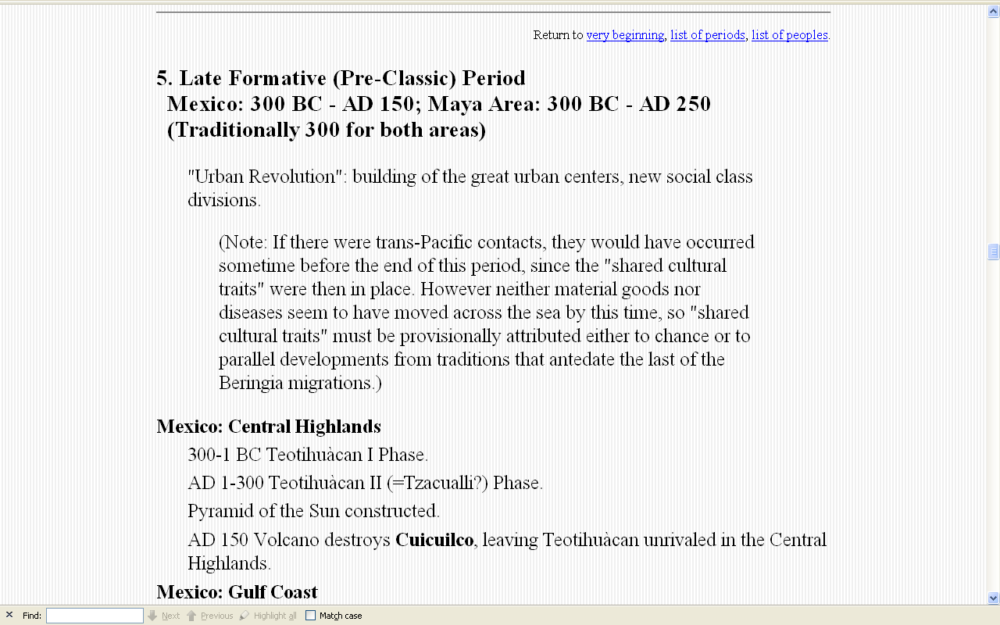 Return to very beginning, list of periods, list of peoples.
5. Late Formative (Pre-Classic) Period
Mexico: 300 BC - AD 150; Maya Area: 300 BC - AD 250
(Traditionally 300 for both areas)
"Urban Revolution": building of the great urban centers, new social class
divisions.
(Note: If there were trans-Pacific contacts, they would have occurred
sometime before the end of this period, since the "shared cultural
traits" were then in place. However neither material goods nor
diseases seem to have moved across the sea by this time, so "shared
cultural traits" must be provisionally attributed either to chance or to
parallel developments from traditions that antedate the last of the
Beringia migrations.)
Mexico: Central Highlands
300-1 BC Teotihuàcan I Phase.
AD 1-300 Teotihuàcan II (=Tzacualli?) Phase.
Pyramid of the Sun constructed.
AD 150 Volcano destroys Cuicuilco, leaving Teotihuàcan unrivaled in the Central
Highlands.
Mexico: Gulf Coast
Find: Next Previous Highlight all Match case